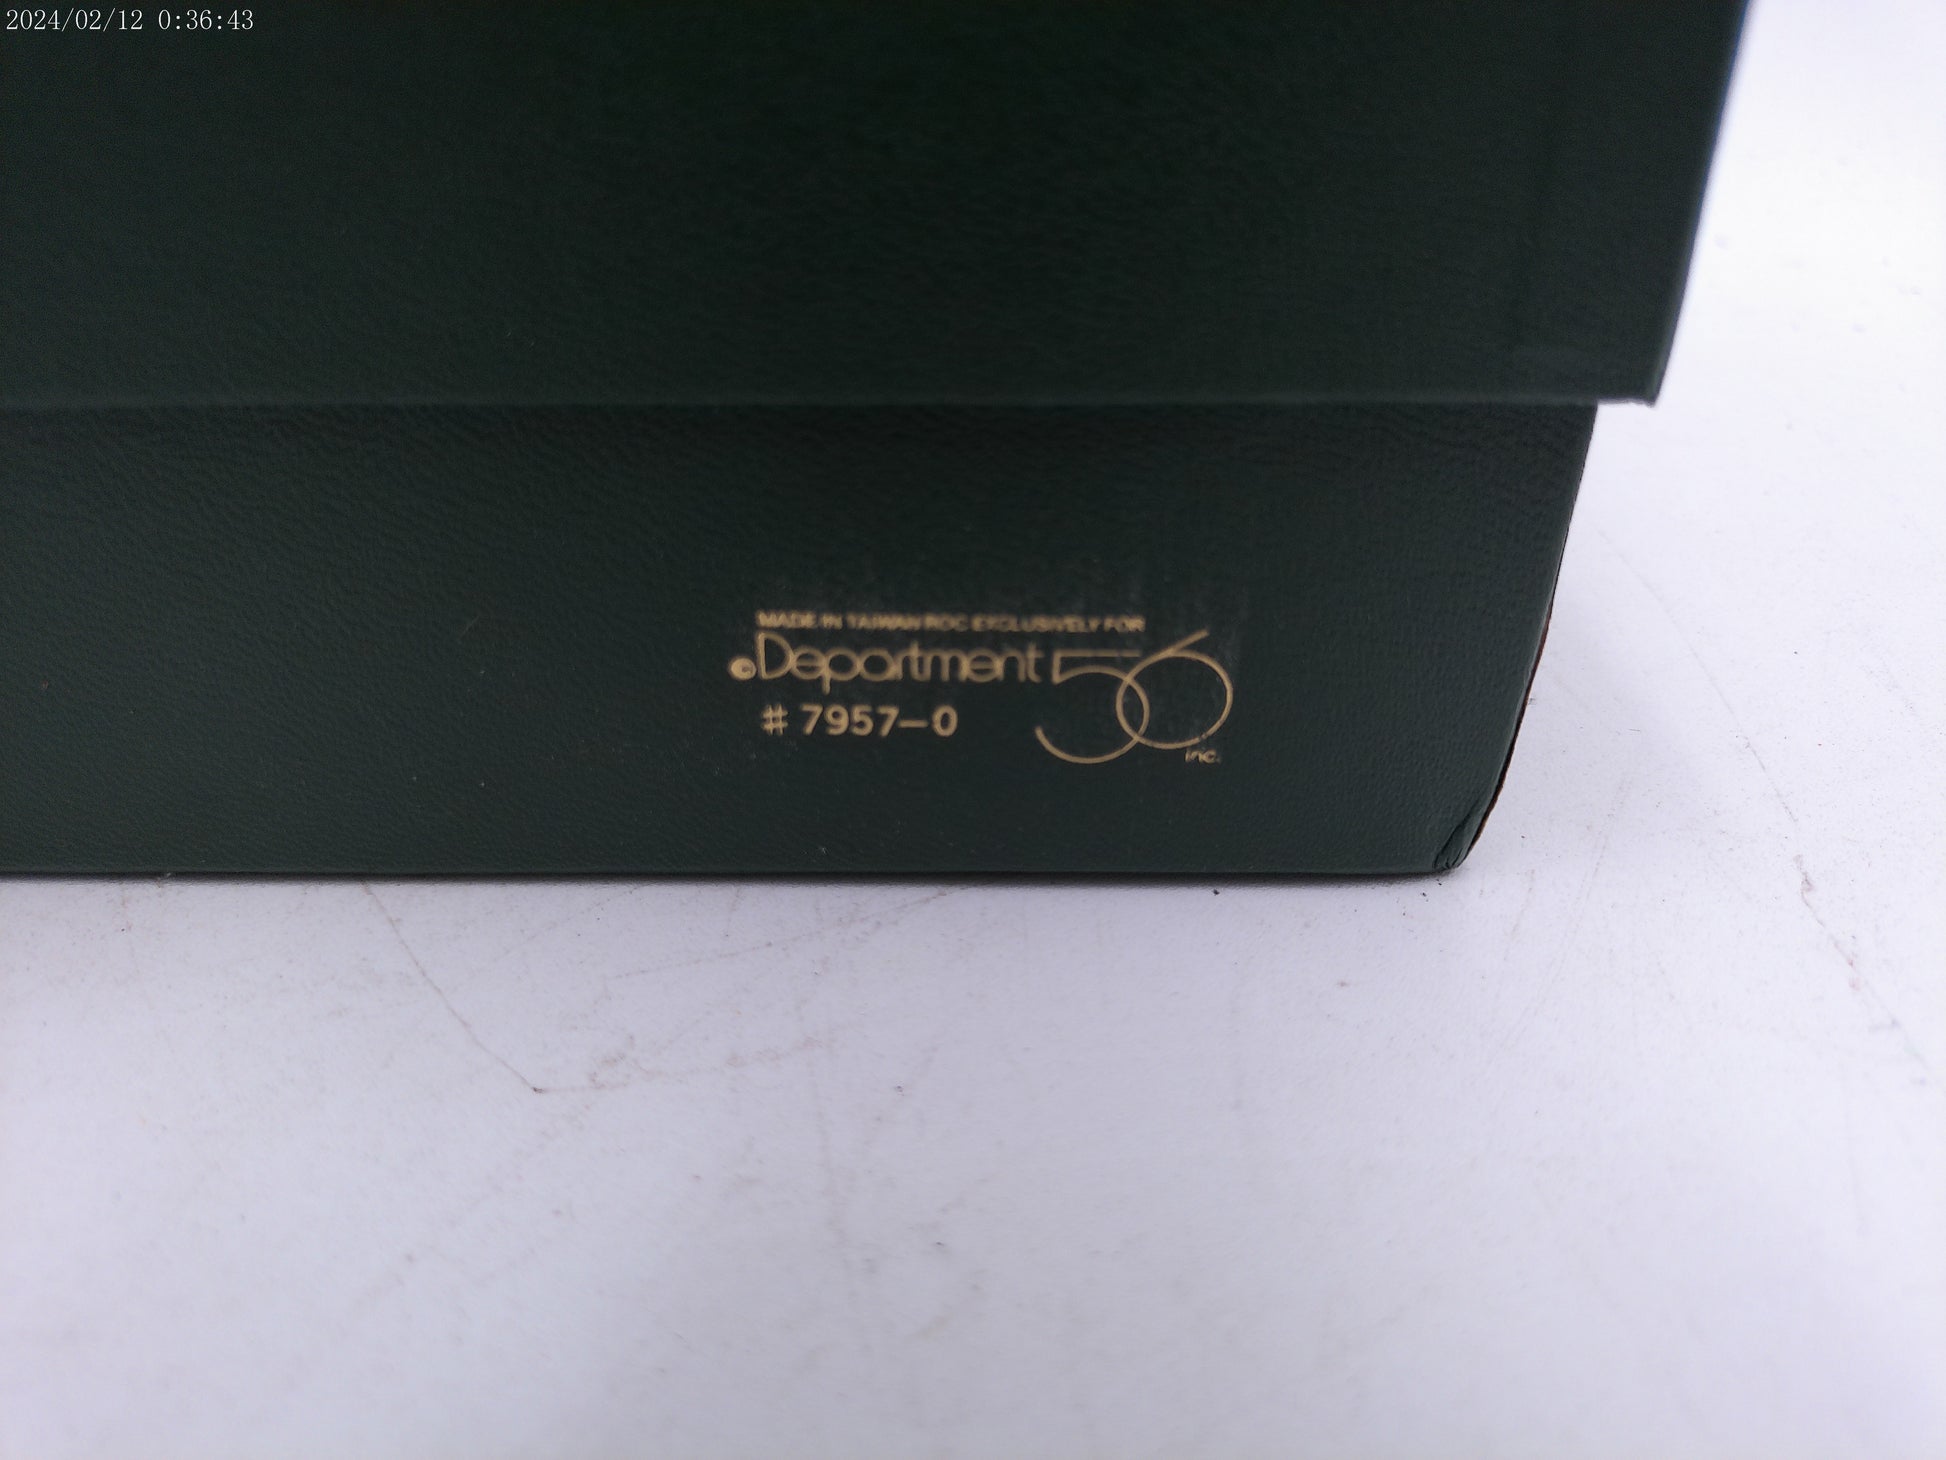 2024/02/12 0:36:43
MADE IN TAIWAN ROC EXCLUSIVELY FOR
© Department 56 inc.
# 7957-0